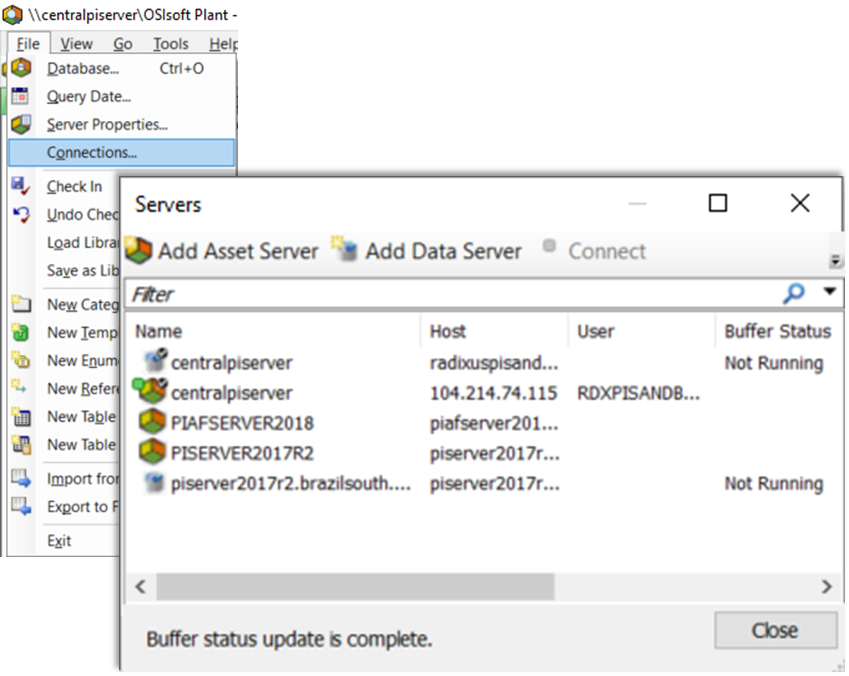 \\centralpiserver\OSIsoft Plant -
File View Go Tools Help
Database... Ctrl+O
Query Date...
Server Properties...
Connections...
Check In
Undo Chec
Load Libra
Save as Lib
New Categ
New Temp
New Enum
New Refere
New Table
New Table
Import fror
Export to F
Exit
Servers
Add Asset Server Add Data Server Connect
Filter
Name Host User Buffer Status
centralpiserver radixuspisand... Not Running
centralpiserver 104.214.74.115 RDXPISANDB...
PIAFSERVER2018 piafserver201...
PISERVER2017R2 piserver2017r...
piserver2017r2.brazilsouth.... piserver2017r... Not Running
Buffer status update is complete.
Close